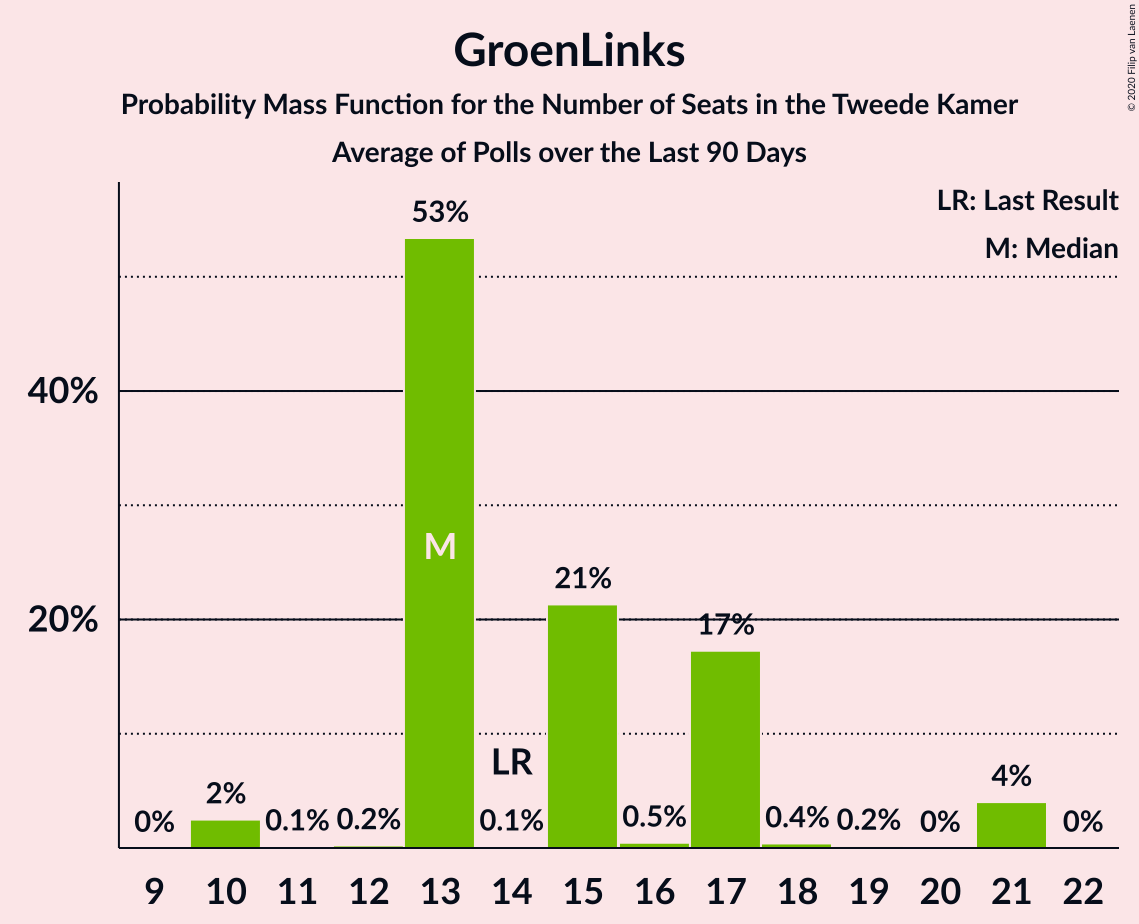 GroenLinks
Probability Mass Function for the Number of Seats in the Tweede Kamer
Average of Polls over the Last 90 Days
© 2020 Filip van Laenen
LR: Last Result
M: Median
40%
20%
0%
2%
0.1%
0.2%
53%
M
LR
0.1%
21%
0.5%
17%
0.4%
0.2%
0%
4%
0%
9 10 11 12 13 14 15 16 17 18 19 20 21 22